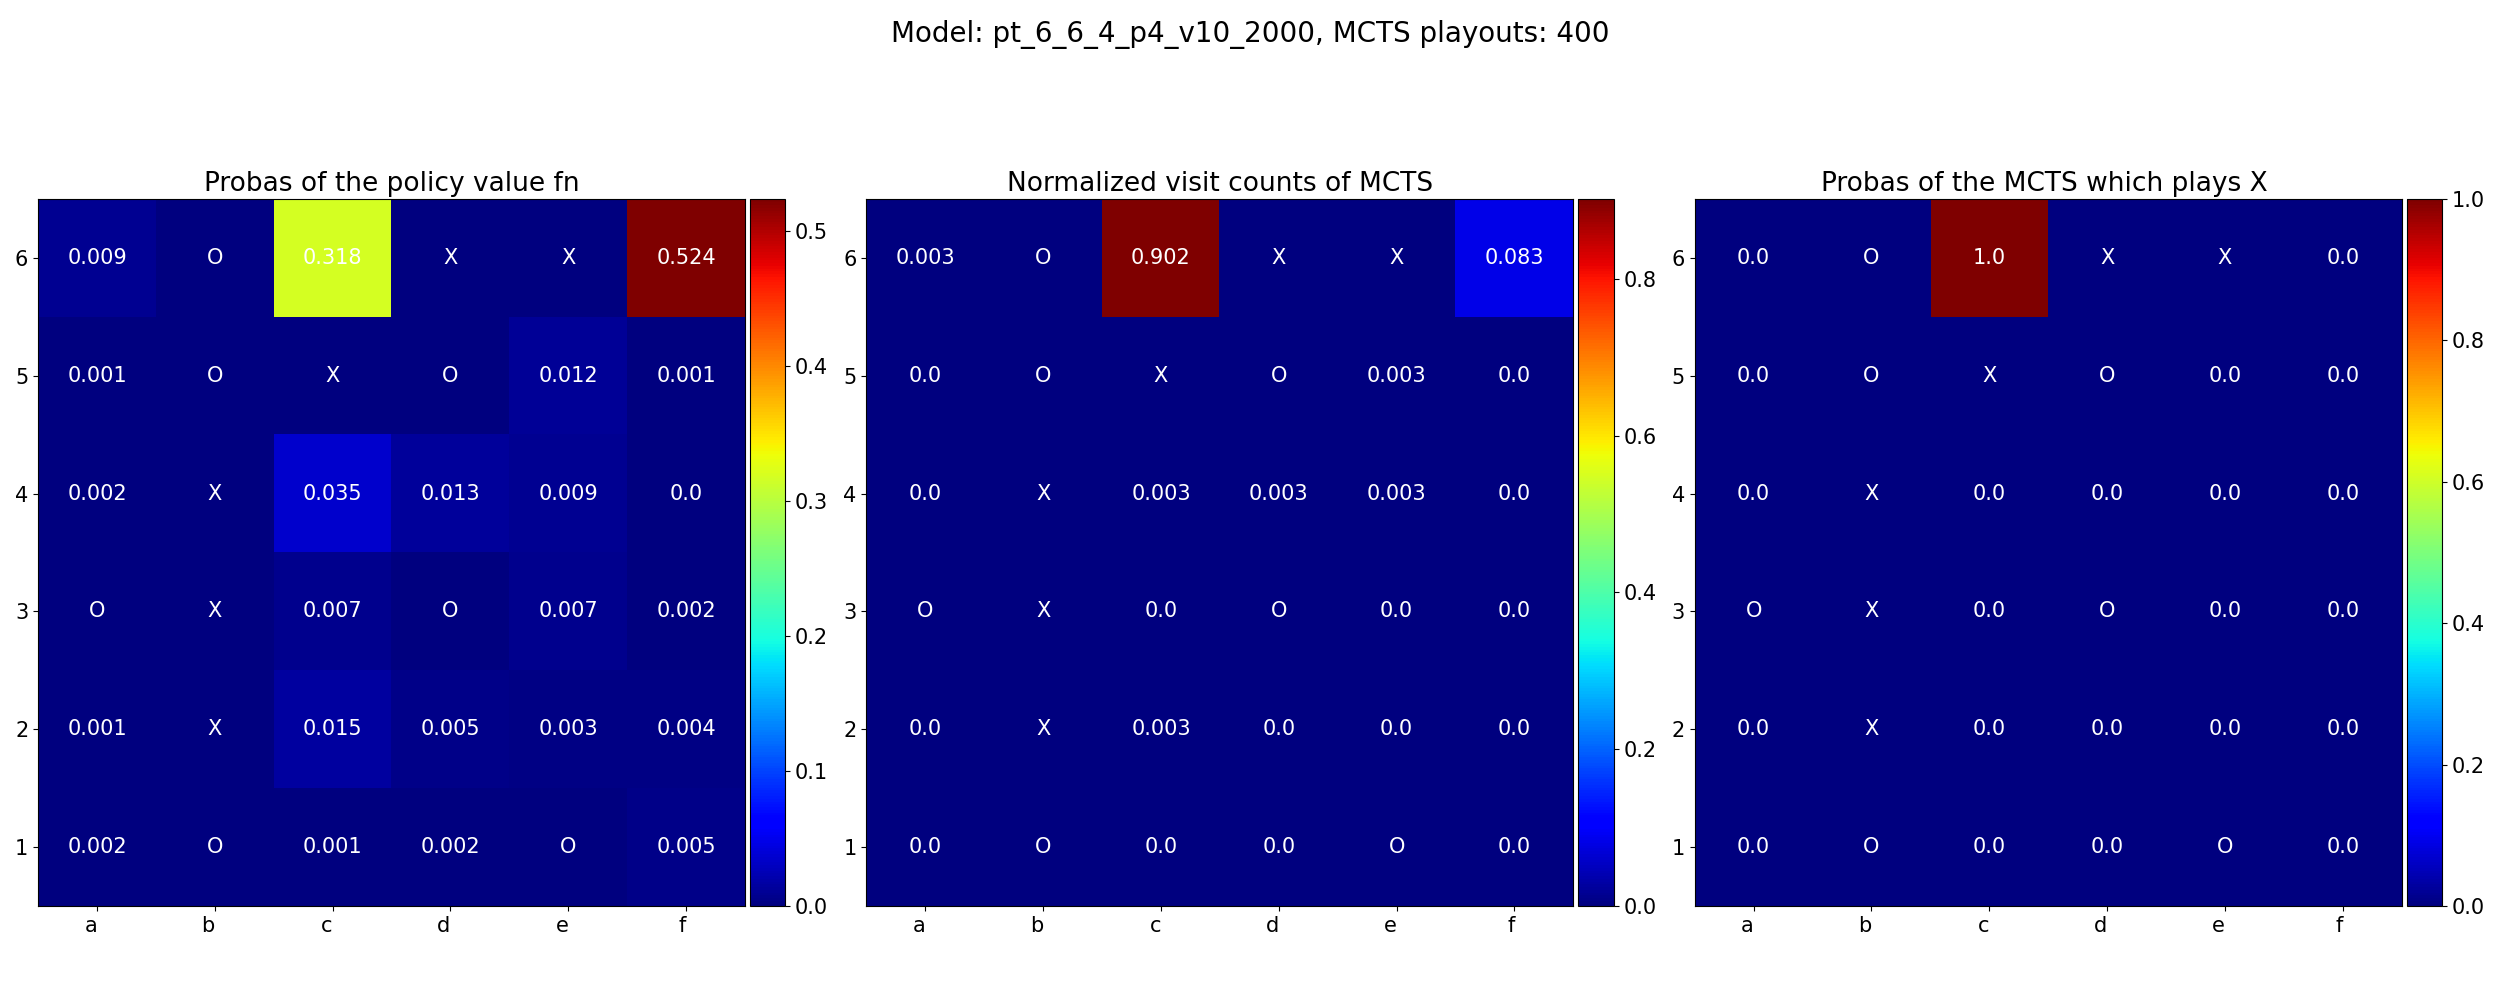 Model: pt_6_6_4_p4_v10_2000, MCTS playouts: 400
Probas of the policy value fn
6 0.009 O 0.318 X X 0.524
5 0.001 O X O 0.012 0.001
4 0.002 X 0.035 0.013 0.009 0.0
3 O X 0.007 O 0.007 0.002
2 0.001 X 0.015 0.005 0.003 0.004
1 0.002 O 0.001 0.002 O 0.005
a b c d e f
0.5
0.4
0.3
0.2
0.1
0.0
Normalized visit counts of MCTS
6 0.003 O 0.902 X X 0.083
5 0.0 O X O 0.003 0.0
4 0.0 X 0.003 0.003 0.003 0.0
3 O X 0.0 O 0.0 0.0
2 0.0 X 0.003 0.0 0.0 0.0
1 0.0 O 0.0 0.0 O 0.0
a b c d e f
0.8
0.6
0.4
0.2
0.0
Probas of the MCTS which plays X
6 0.0 O 1.0 X X 0.0
5 0.0 O X O 0.0 0.0
4 0.0 X 0.0 0.0 0.0 0.0
3 O X 0.0 O 0.0 0.0
2 0.0 X 0.0 0.0 0.0 0.0
1 0.0 O 0.0 0.0 O 0.0
a b c d e f
1.0
0.8
0.6
0.4
0.2
0.0